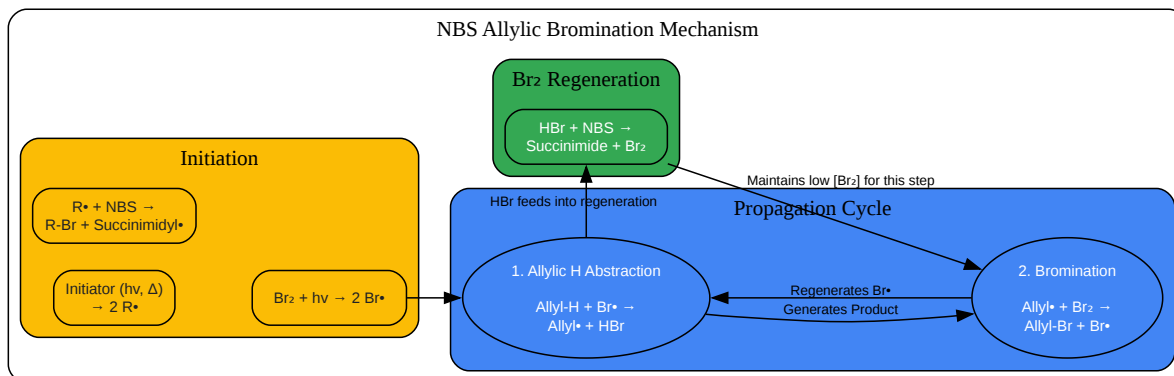 NBS Allylic Bromination Mechanism
Br₂ Regeneration
HBr + NBS →
Succinimide + Br₂
Initiation
R• + NBS →
R-Br + Succinimidyl•
Initiator (hv, Δ)
→ 2 R•
Br₂ + hv → 2 Br•
HBr feeds into regeneration
Maintains low [Br₂] for this step
Propagation Cycle
1. Allylic H Abstraction
Allyl-H + Br• →
Allyl• + HBr
Regenerates Br•
Generates Product
2. Bromination
Allyl• + Br₂ →
Allyl-Br + Br•